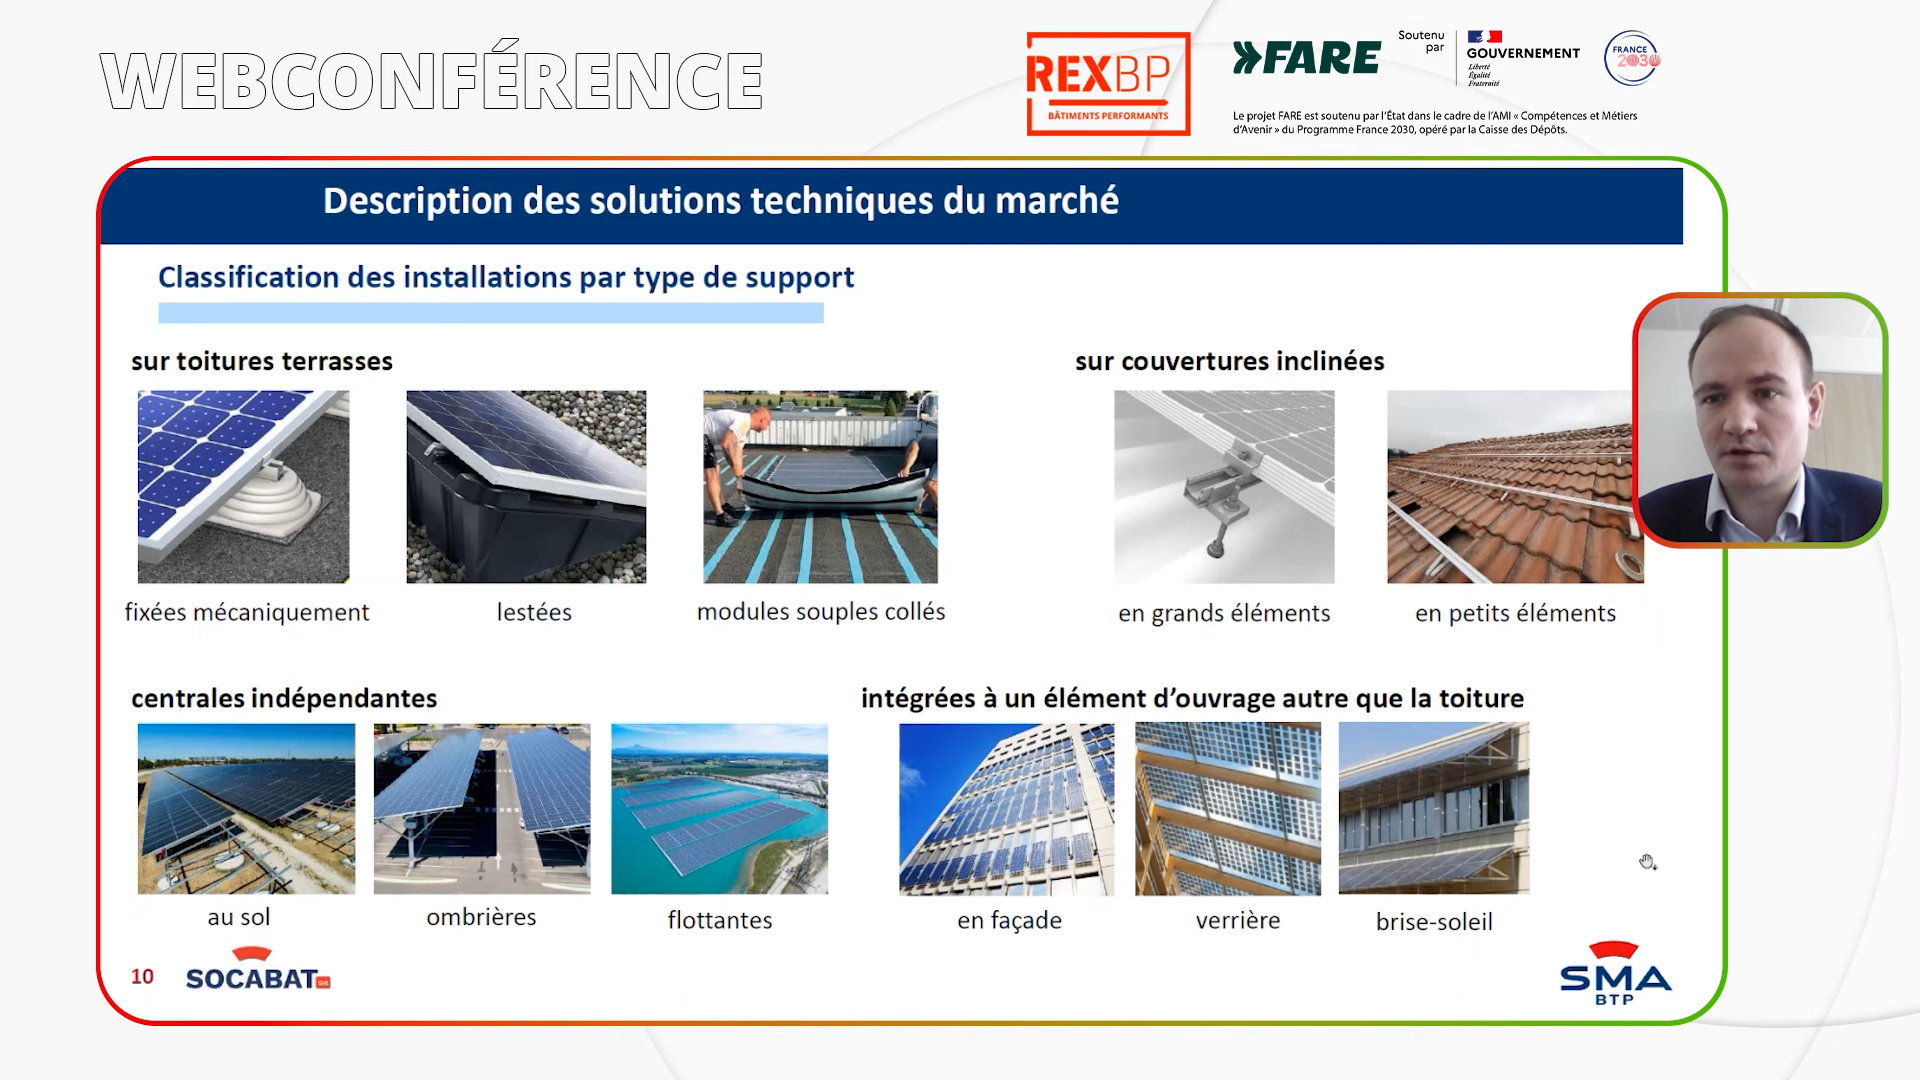 WEBCONFÉRENCE
REXBP
BÂTIMENTS PERFORMANTS
FARE
Soutenu
par
GOUVERNEMENT
Liberté
Égalité
Fraternité
FRANCE
2030
Le projet FARE est soutenu par l'État dans le cadre de l'AMI « Compétences et Métiers
d'Avenir » du Programme France 2030, opéré par la Caisse des Dépôts.
Description des solutions techniques du marché
Classification des installations par type de support
sur toitures terrasses
sur couvertures inclinées
fixées mécaniquement
lestées
modules souples collés
en grands éléments
en petits éléments
centrales indépendantes
intégrées à un élément d'ouvrage autre que la toiture
au sol
ombrières
flottantes
en façade
verrière
brise-soleil
10
SOCABAT
SMA
BTP